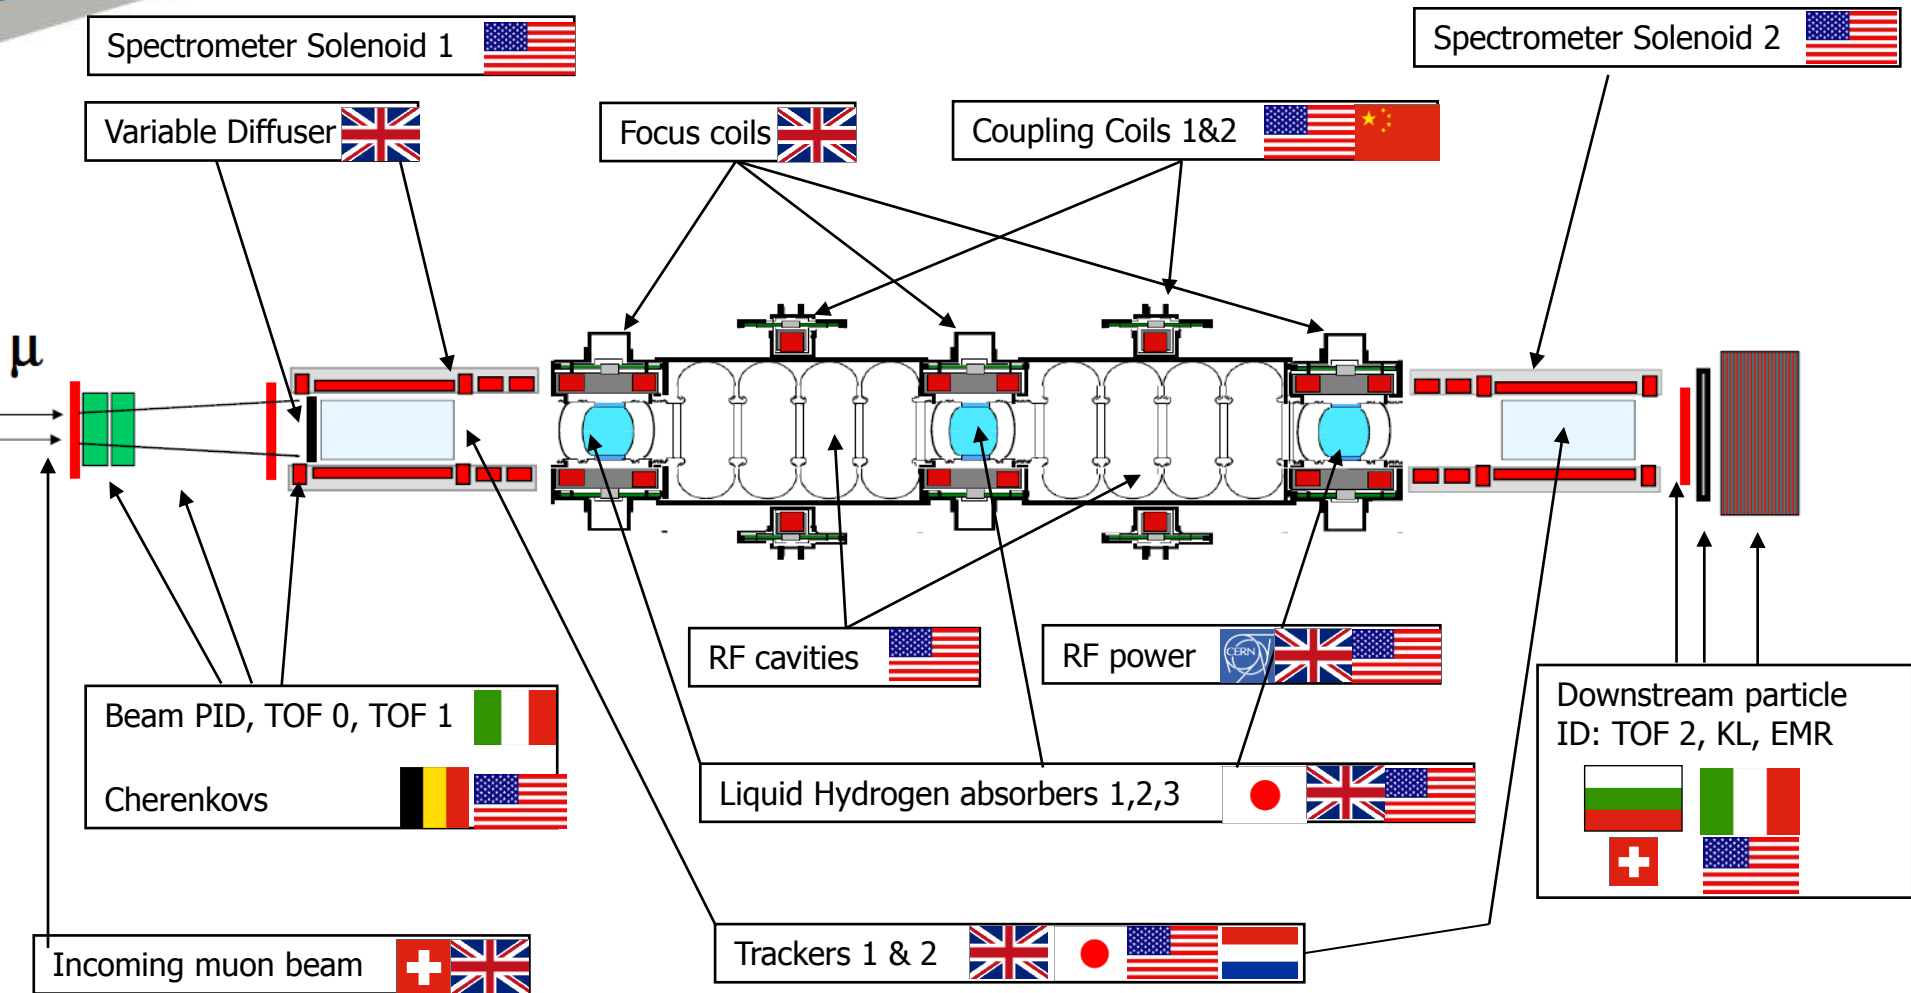 Spectrometer Solenoid 1
Spectrometer Solenoid 2
Variable Diffuser
Focus coils
Coupling Coils 1&2
μ
RF cavities
RF power
CERN
Beam PID, TOF 0, TOF 1
Cherenkovs
Liquid Hydrogen absorbers 1,2,3
Downstream particle
ID: TOF 2, KL, EMR
Incoming muon beam
Trackers 1 & 2